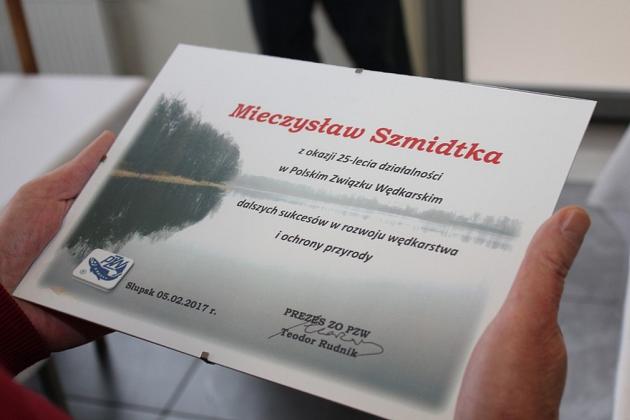 Mieczysław Szmidtka
z okazji 25-lecia działalności
w Polskim Związku Wędkarskim
dalszych sukcesów w rozwoju wędkarstwa
i ochrony przyrody
PZW
Słupsk 05.02.2017 r.
PREZES ZO PZW
Teodor Rudnik